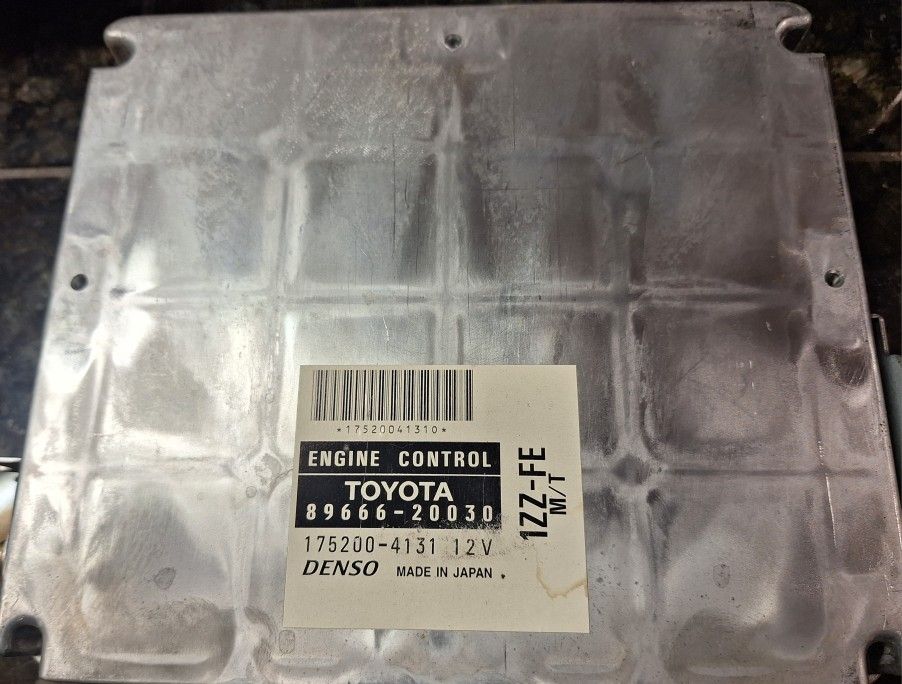 *17520041310*
ENGINE CONTROL
TOYOTA
89666-20030
175200-4131 12V
DENSO MADE IN JAPAN
1ZZ-FE
M/T